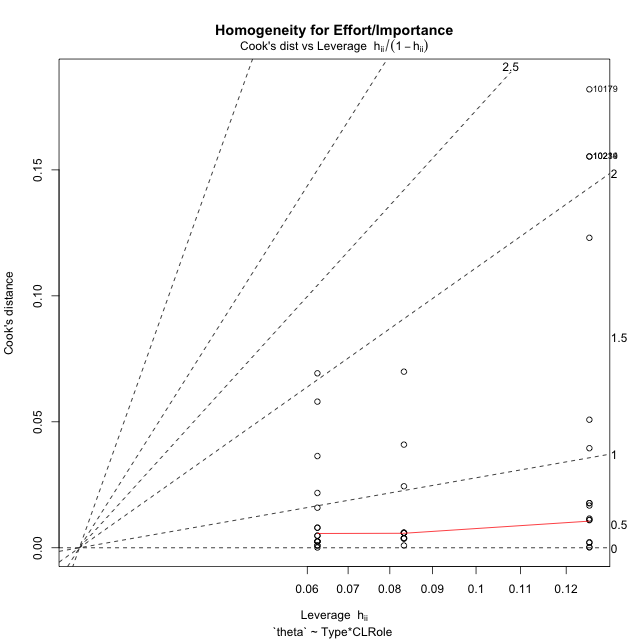 Homogeneity for Effort/Importance
Cook's dist vs Leverage hii/(1 − hii)
2.5
10179
2
1.5
1
0.5
0
0.15
0.10
0.05
0.00
Cook's distance
0.06 0.07 0.08 0.09 0.1 0.11 0.12
Leverage hii
`theta` ~ Type*CLRole